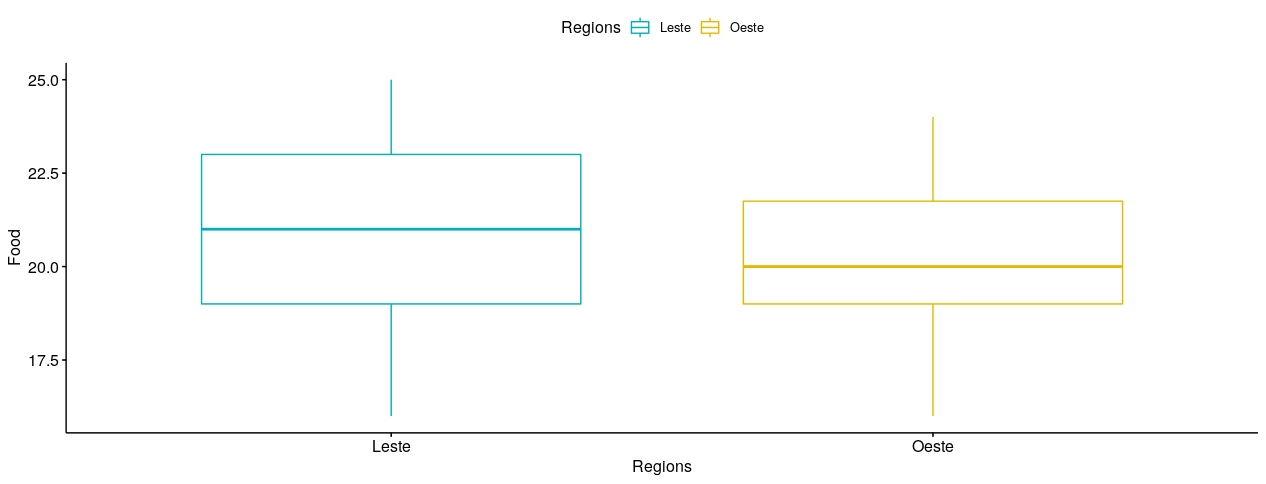 Regions Leste Oeste
25.0
22.5
20.0
17.5
Food
Leste Oeste
Regions